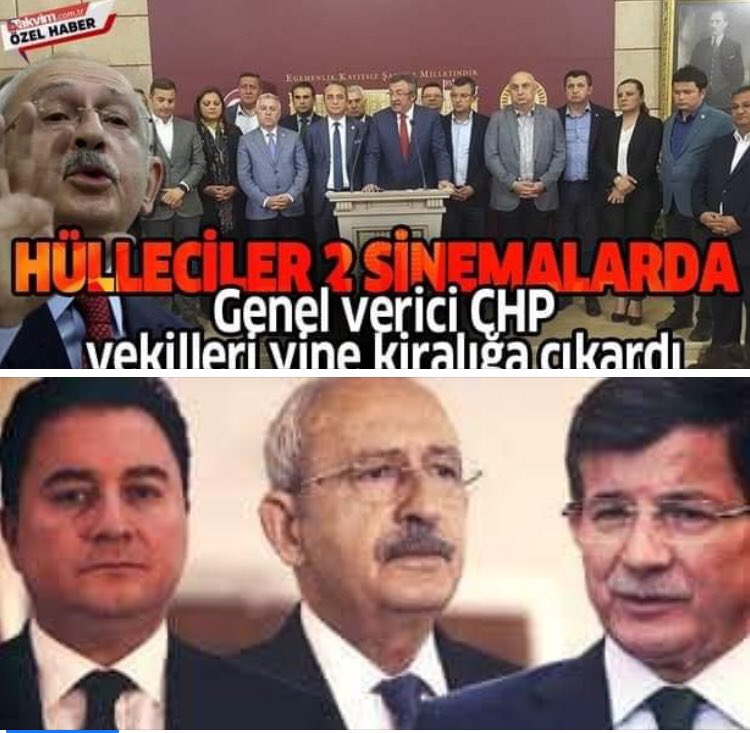 Takvim.com.tr
ÖZEL HABER
EGEMENLİK KAYITSIZ ŞARTSIZ MİLLETİNDİR
HÜLLECİLER 2 SİNEMALARDA
Genel verici CHP
vekilleri yine kiralığa çıkardı